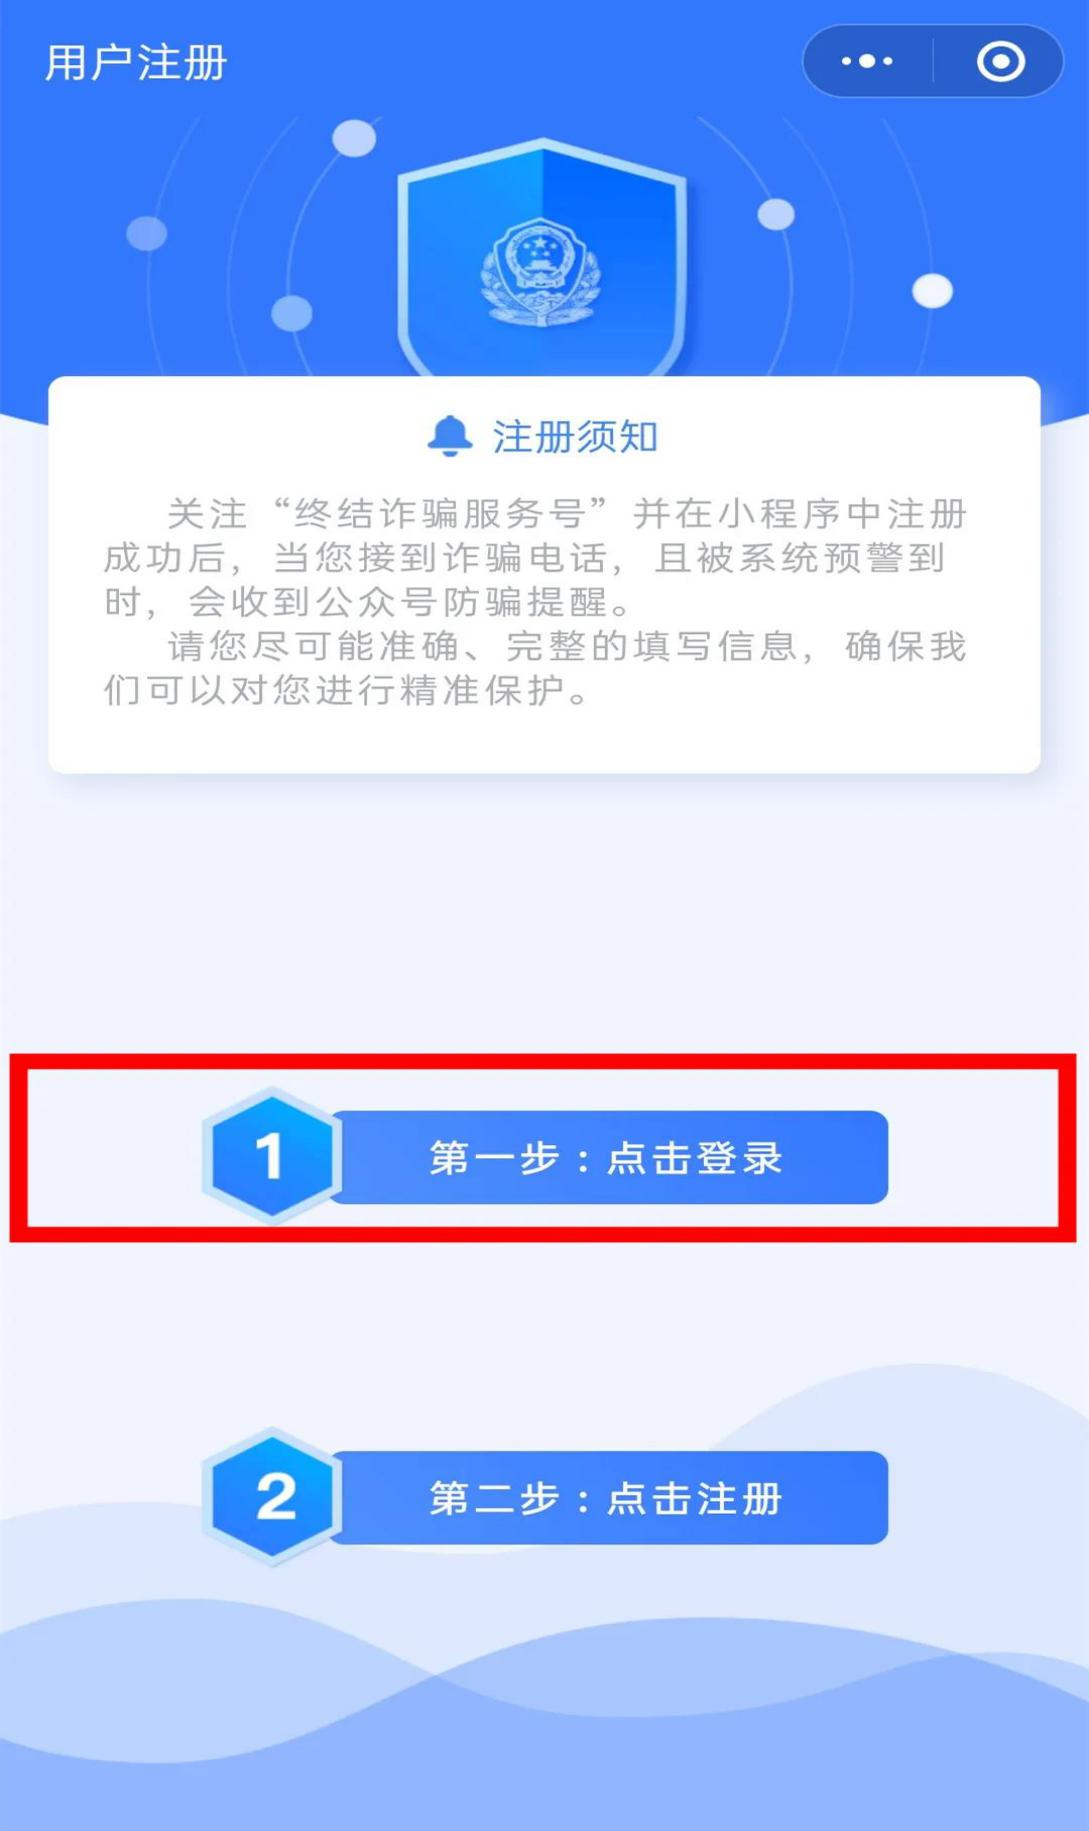 用户注册
注册须知
关注“终结诈骗服务号”并在小程序中注册
成功后，当您接到诈骗电话，且被系统预警到
时，会收到公众号防骗提醒。
请您尽可能准确、完整的填写信息，确保我
们可以对您进行精准保护。
1 第一步：点击登录
2 第二步：点击注册